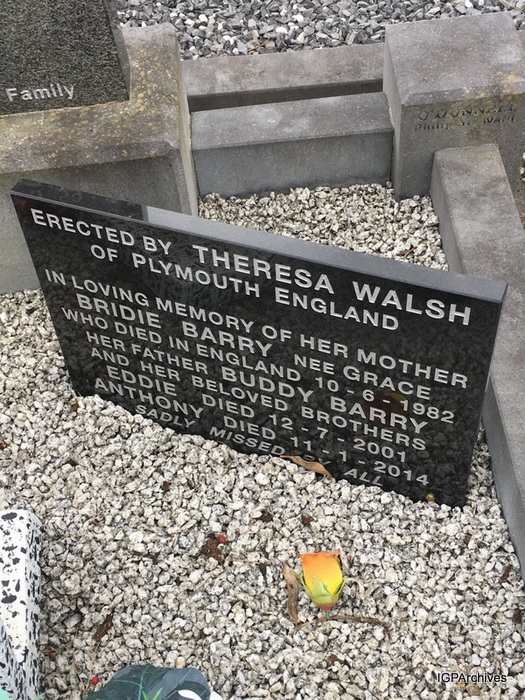 Family
O'DONNELL
ERECTED BY THERESA WALSH
OF PLYMOUTH ENGLAND
IN LOVING MEMORY OF HER MOTHER
BRIDIE BARRY NEE GRACE
WHO DIED IN ENGLAND 10-6-1982
HER FATHER BUDDY BARRY
AND HER BELOVED BROTHERS
EDDIE DIED 12-7-2001
ANTHONY DIED 11-1-2014
SADLY MISSED ALL
IGPArchives